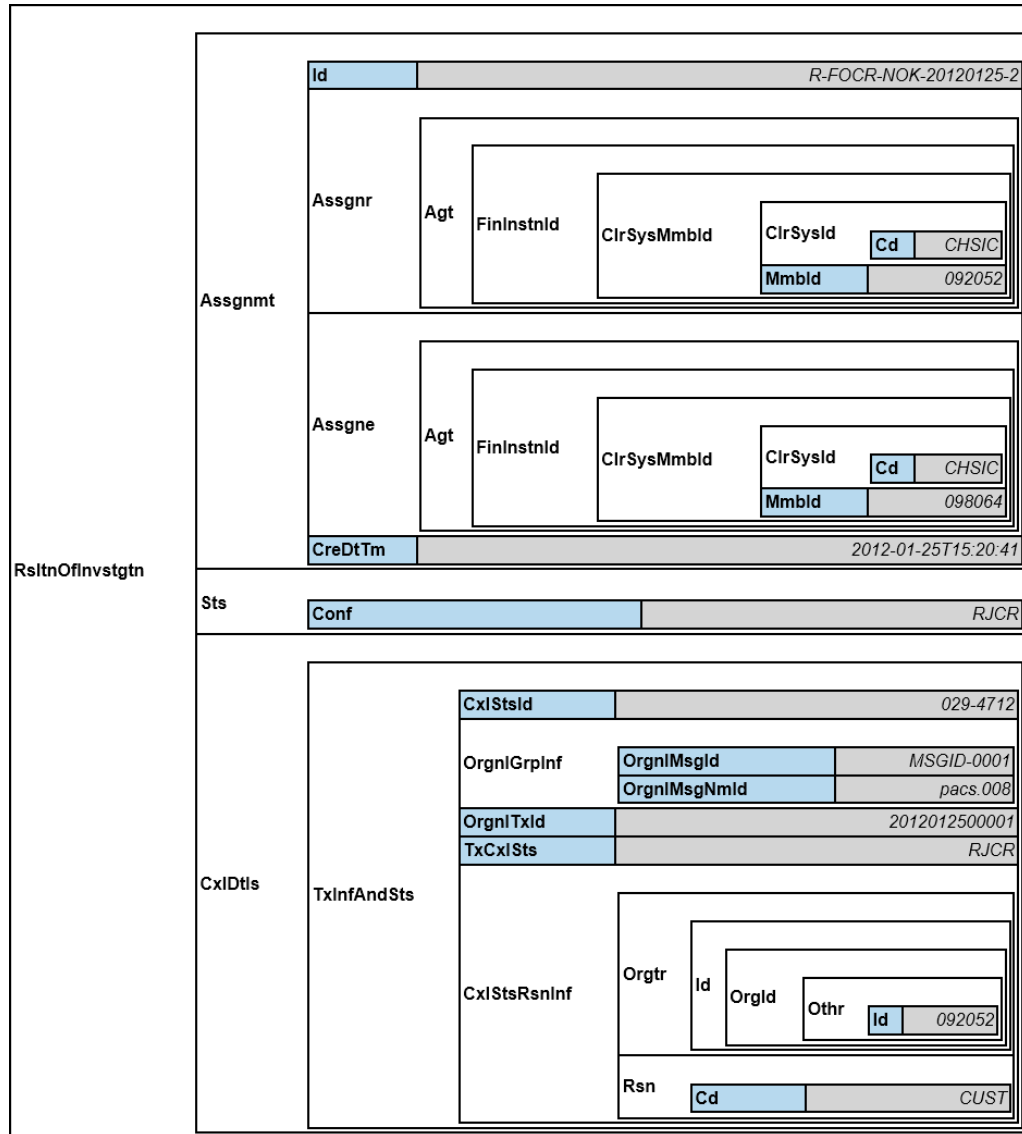 Id R-FOCR-NOK-20120125-2
Assgnr Agt FinInstnId ClrSysMmbId ClrSysId Cd CHSIC
MmbId 092052
Assgnmt
Assgne Agt FinInstnId ClrSysMmbId ClrSysId Cd CHSIC
MmbId 098064
CreDtTm 2012-01-25T15:20:41
RsltnOfInvstgtn
Sts Conf RJCR
CxlStsId 029-4712
OrgnlGrpInf OrgnlMsgId MSGID-0001
OrgnlMsgNmId pacs.008
OrgnlTxId 2012012500001
TxCxlSts RJCR
CxlDtls TxInfAndSts
CxlStsRsnInf Orgtr Id OrgId Othr Id 092052
Rsn Cd CUST